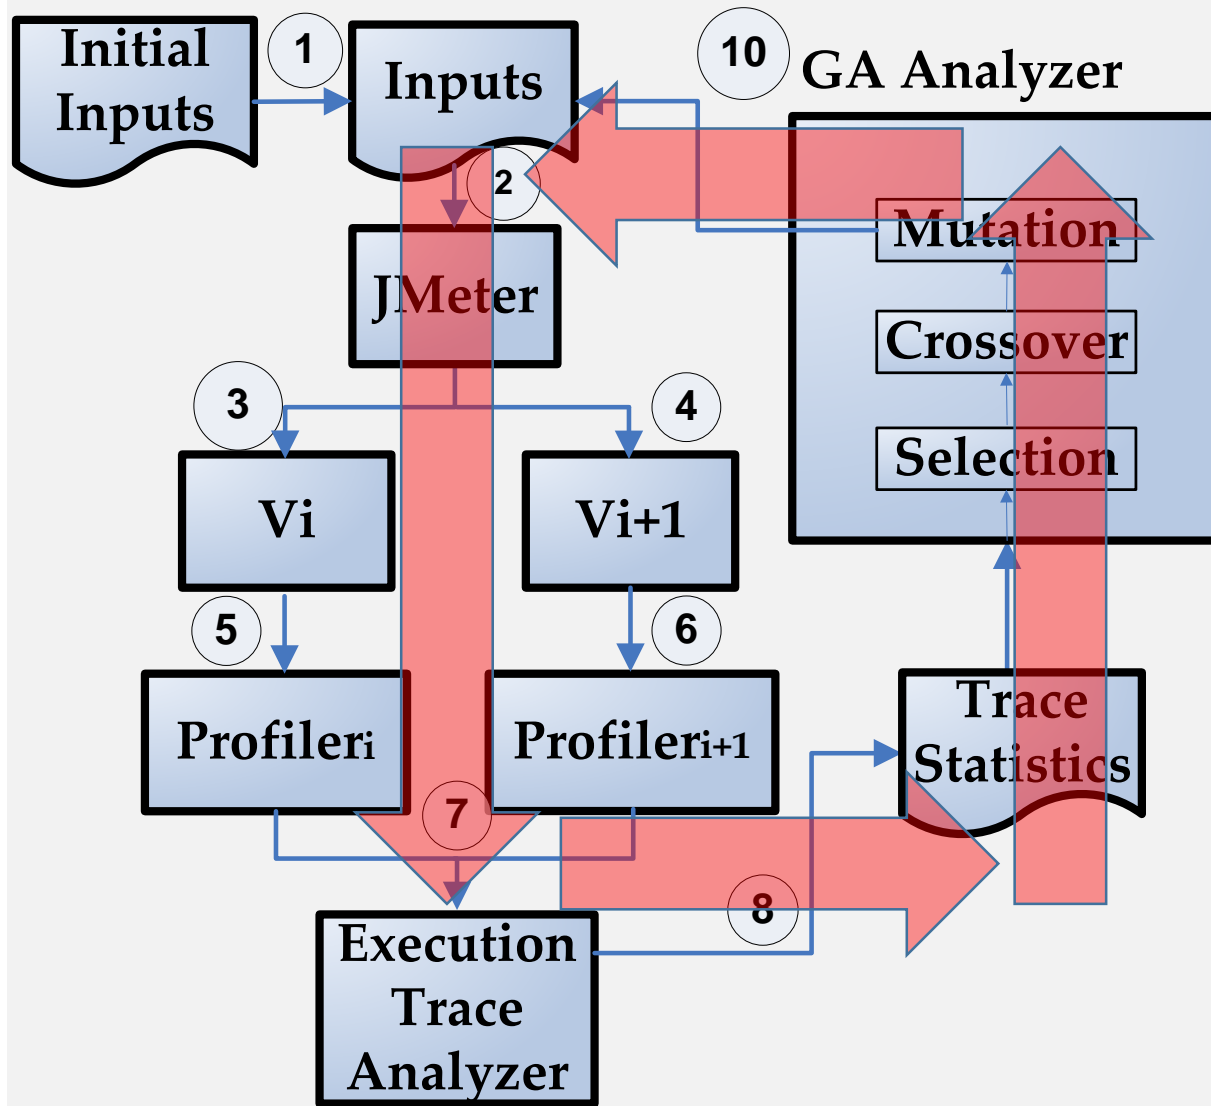 Initial
Inputs
1
Inputs
10
GA Analyzer
2
Mutation
JMeter
Crossover
3
4
Selection
Vi
Vi+1
5
6
Profileri
Profileri+1
Trace
Statistics
7
8
Execution
Trace
Analyzer